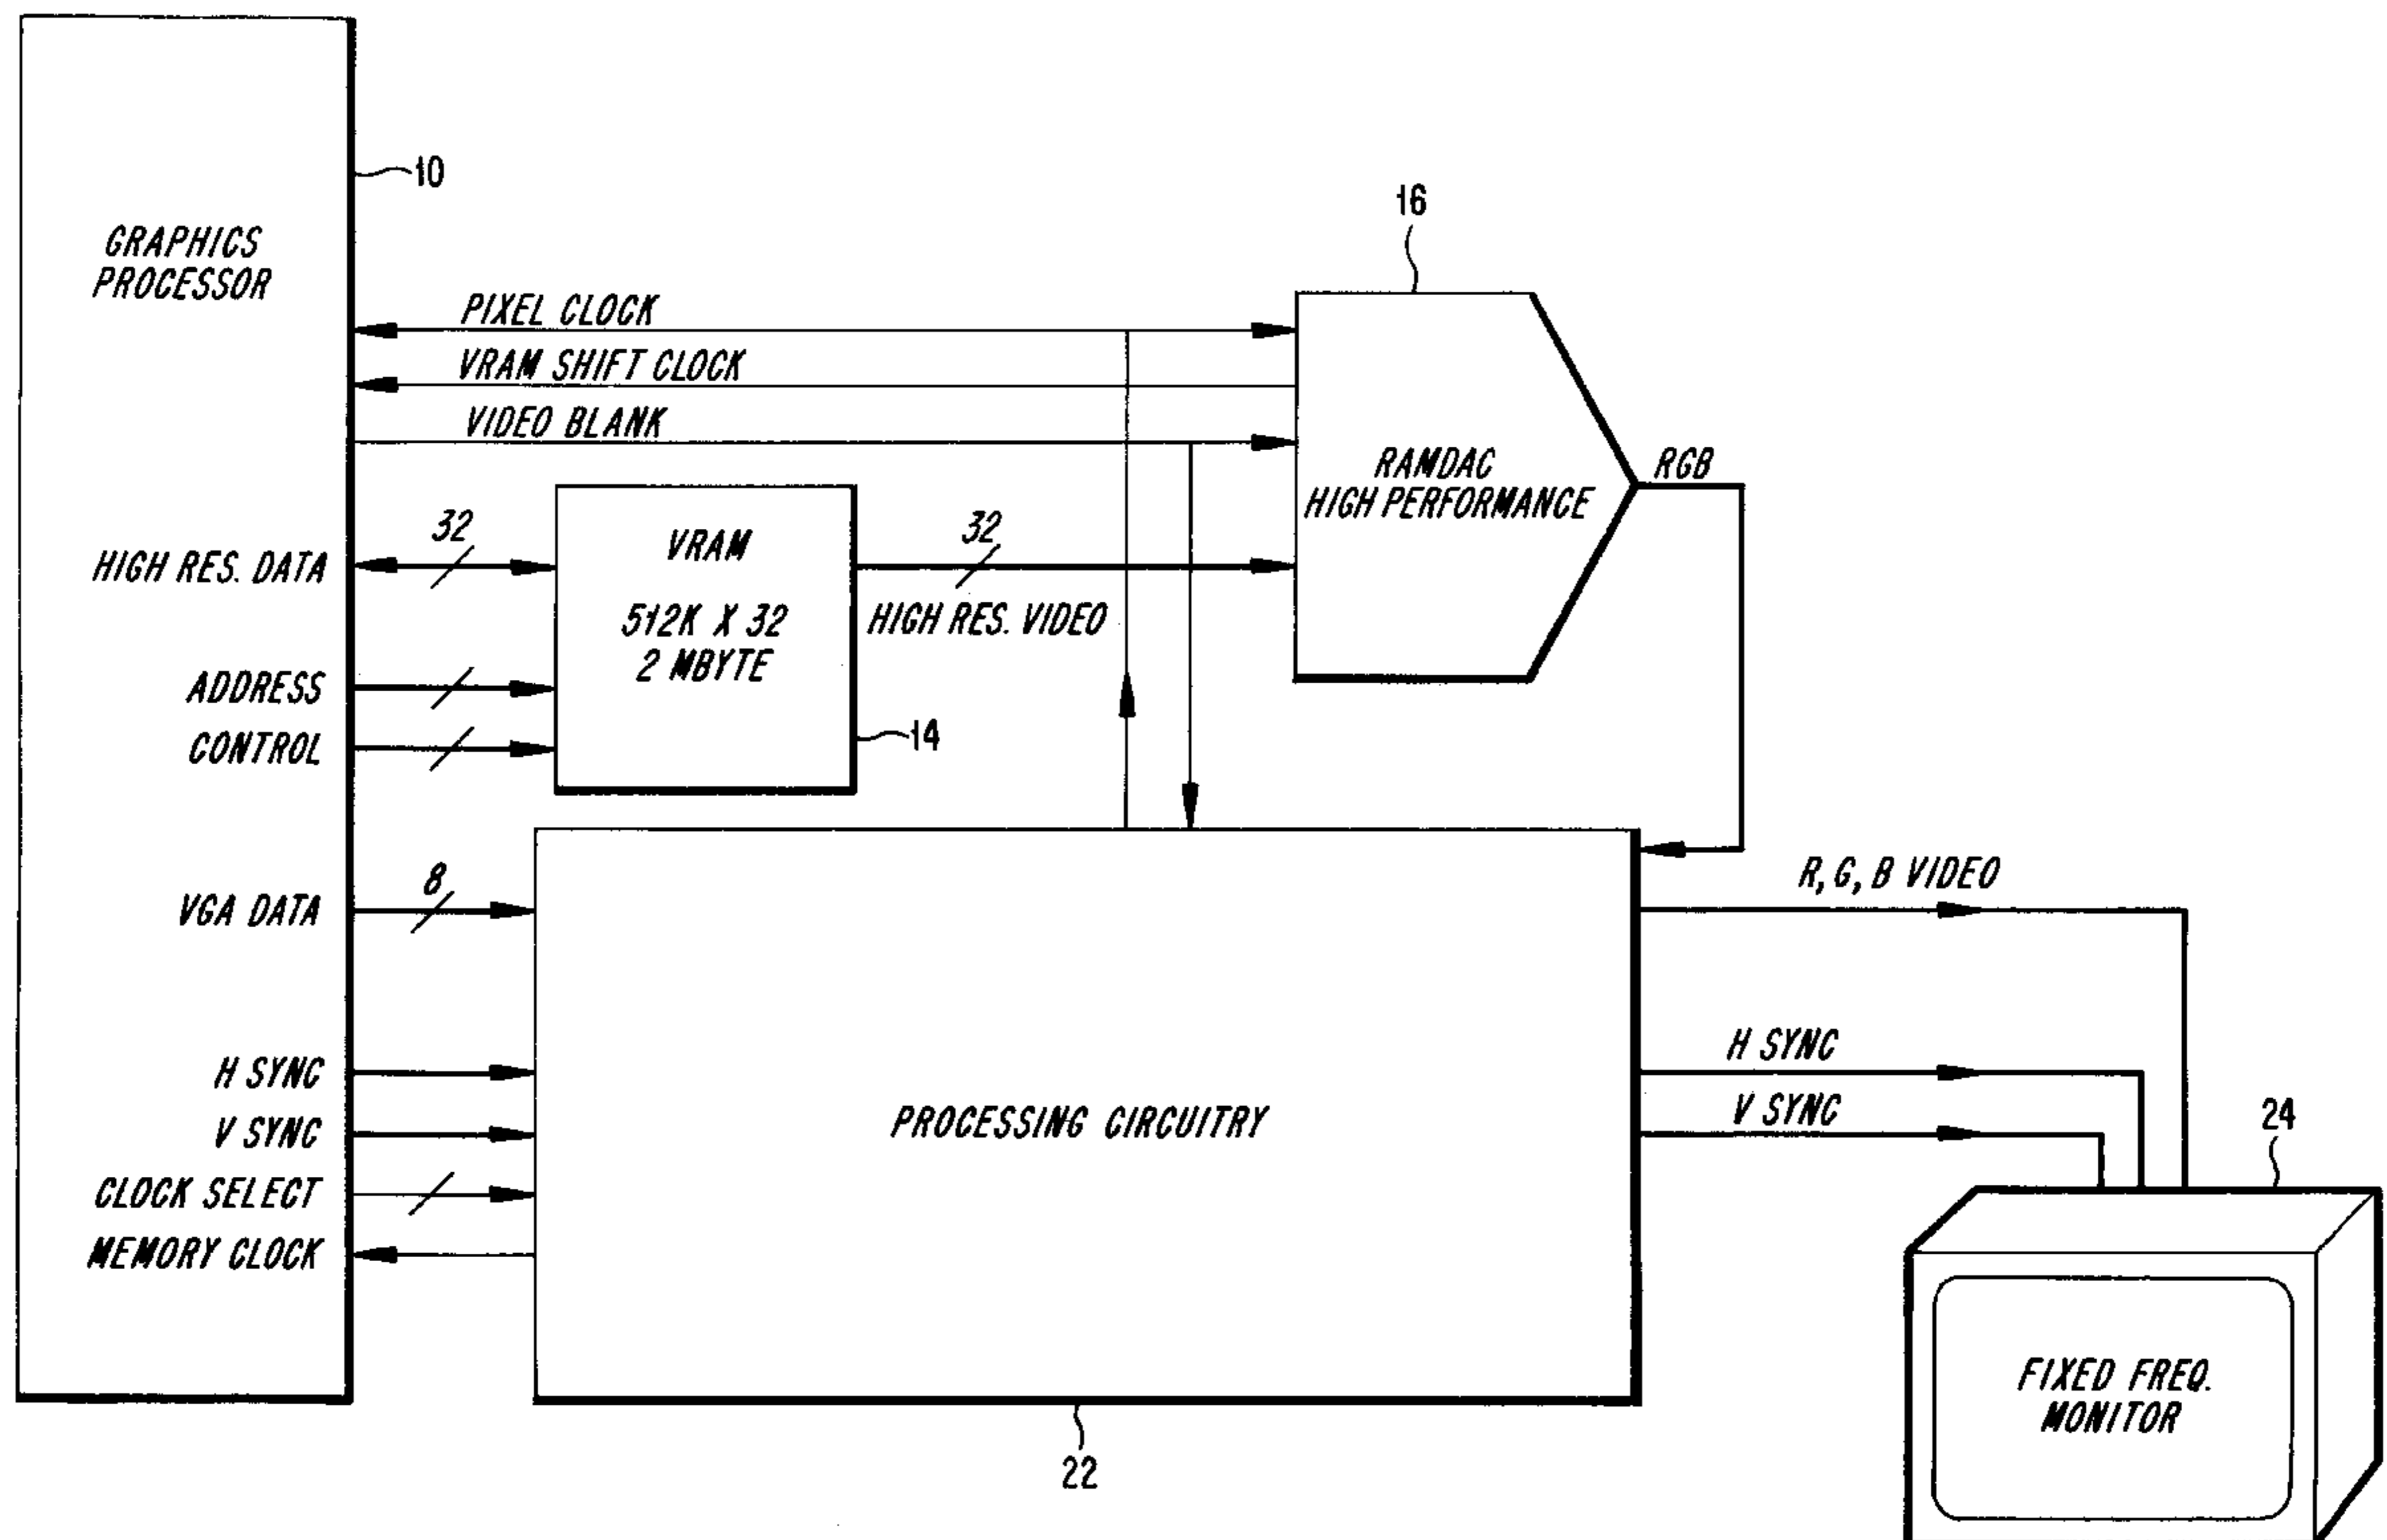 10
GRAPHICS
PROCESSOR
16
PIXEL CLOCK
VRAM SHIFT CLOCK
VIDEO BLANK
RAMDAC
HIGH PERFORMANCE
RGB
HIGH RES. DATA
32
VRAM
512K X 32
2 MBYTE
32
HIGH RES. VIDEO
ADDRESS
CONTROL
14
VGA DATA
8
R, G, B VIDEO
H SYNC
V SYNC
CLOCK SELECT
MEMORY CLOCK
PROCESSING CIRCUITRY
H SYNC
V SYNC
24
FIXED FREQ.
MONITOR
22